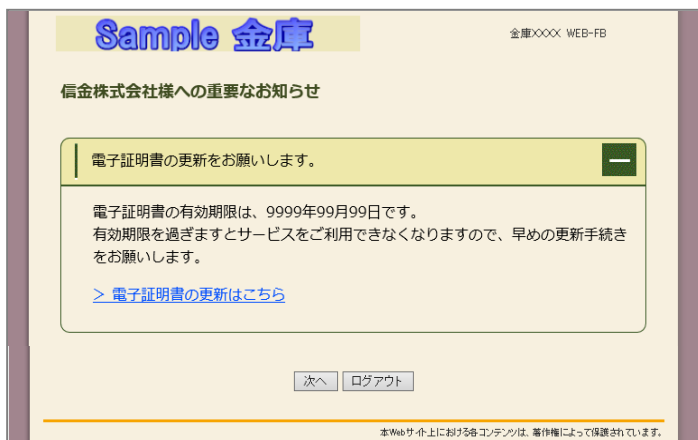 Sample 金庫
金庫XXXX WEB-FB
信金株式会社様への重要なお知らせ
電子証明書の更新をお願いします。
電子証明書の有効期限は、9999年99月99日です。
有効期限を過ぎますとサービスをご利用できなくなりますので、早めの更新手続き
をお願いします。
＞ 電子証明書の更新はこちら
次へ ログアウト
本Webサイト上における各コンテンツは、著作権によって保護されています。